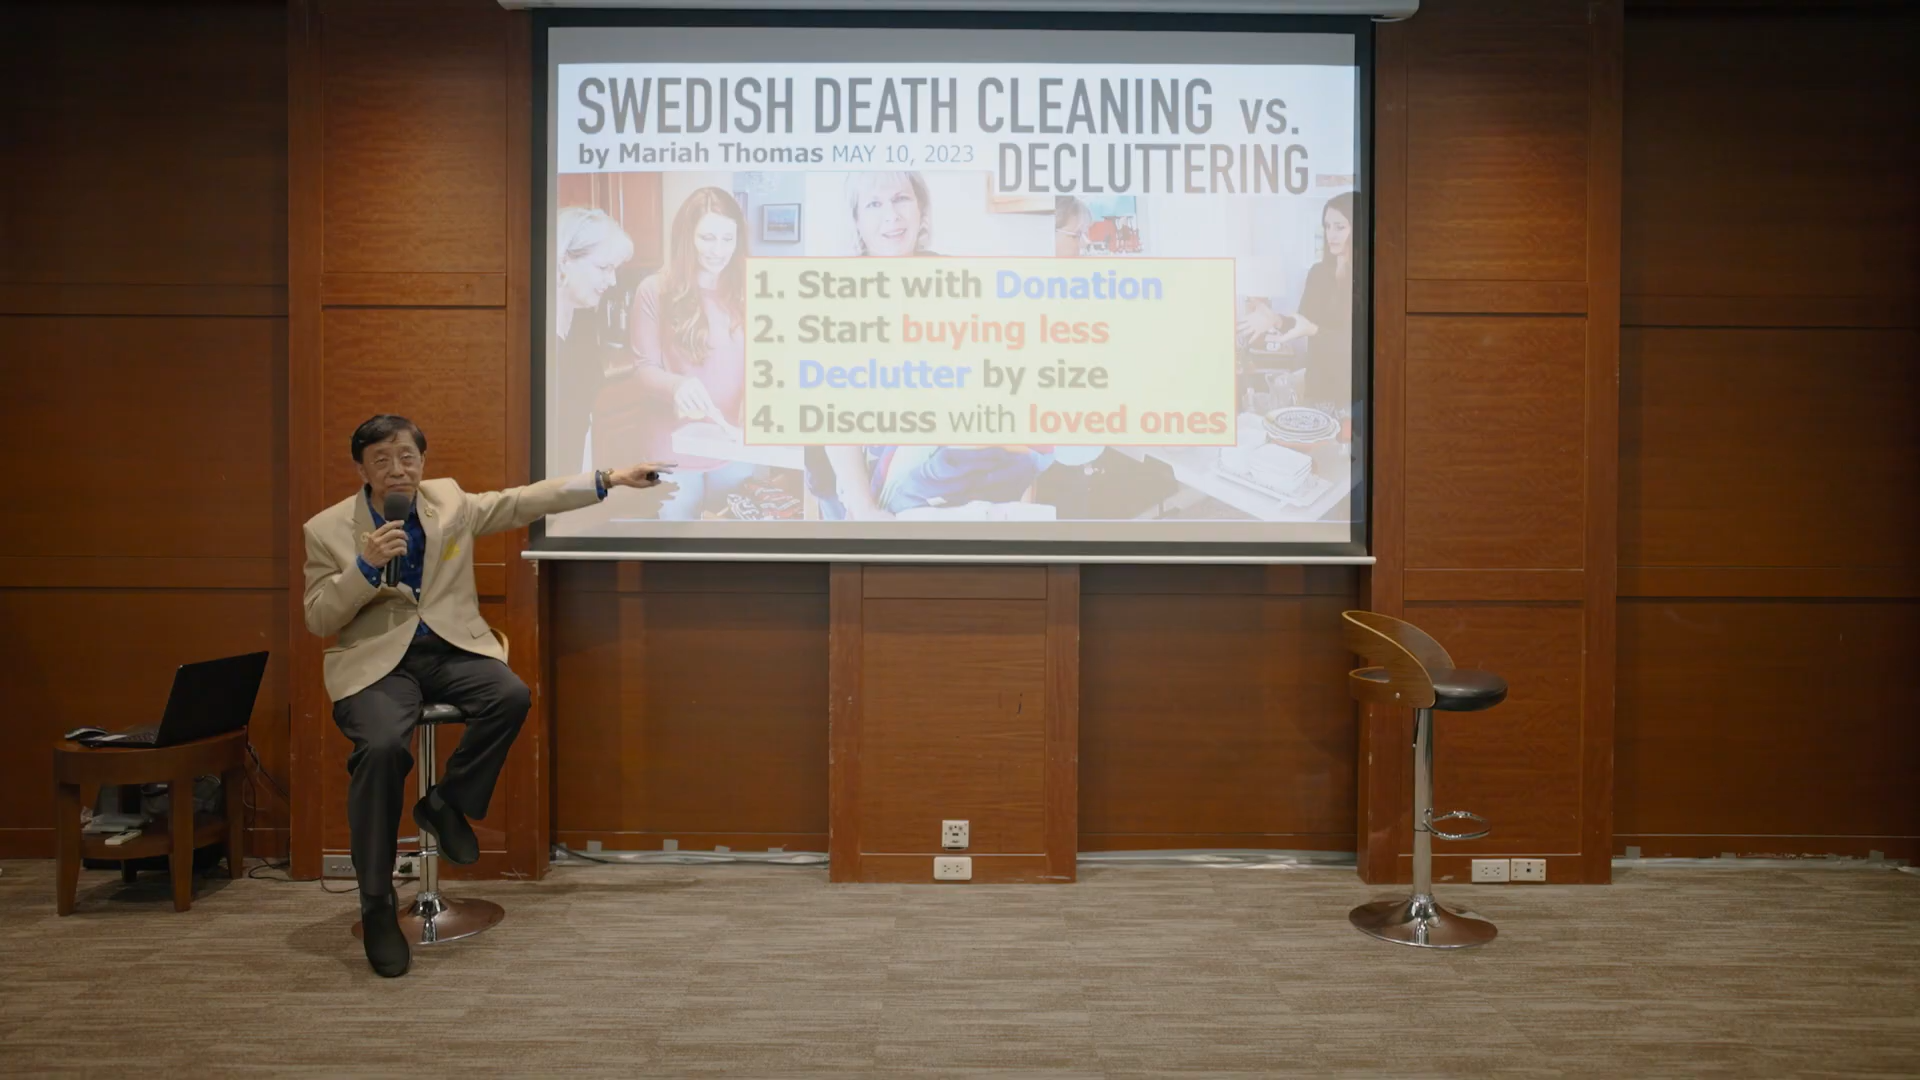 SWEDISH DEATH CLEANING vs.
by Mariah Thomas MAY 10, 2023
DECLUTTERING
1. Start with Donation
2. Start buying less
3. Declutter by size
4. Discuss with loved ones